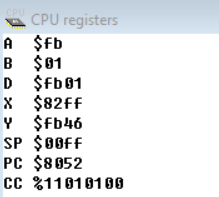 CPU registers
A $fb
B $01
D $fb01
X $82ff
Y $fb46
SP $00ff
PC $8052
CC %11010100